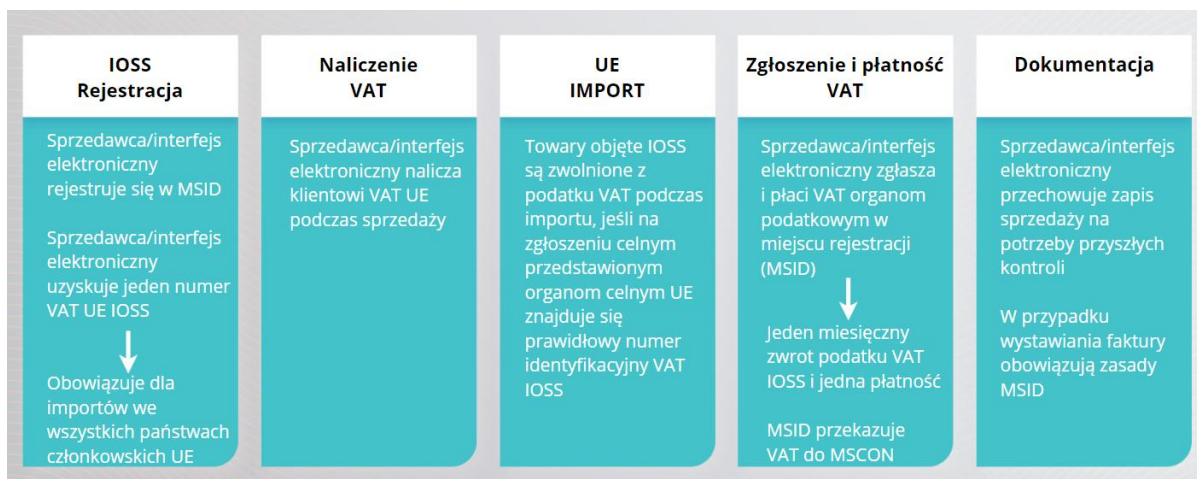 IOSS
Rejestracja
Sprzedawca/interfejs
elektroniczny
rejestruje się w MSID
Sprzedawca/interfejs
elektroniczny
uzyskuje jeden numer
VAT UE IOSS
Obowiązuje dla
importów we
wszystkich państwach
członkowskich UE
Naliczenie
VAT
Sprzedawca/interfejs
elektroniczny nalicza
klientowi VAT UE
podczas sprzedaży
UE
IMPORT
Towary objęte IOSS
są zwolnione z
podatku VAT podczas
importu, jeśli na
zgłoszeniu celnym
przedstawionym
organom celnym UE
znajduje się
prawidłowy numer
identyfikacyjny VAT
IOSS
Zgłoszenie i płatność
VAT
Sprzedawca/interfejs
elektroniczny zgłasza
i płaci VAT organom
podatkowym w
miejscu rejestracji
(MSID)
Jeden miesięczny
zwrot podatku VAT
IOSS i jedna płatność
MSID przekazuje
VAT do MSCON
Dokumentacja
Sprzedawca/interfejs
elektroniczny
przechowuje zapis
sprzedaży na
potrzeby przyszłych
kontroli
W przypadku
wystawiania faktury
obowiązują zasady
MSID